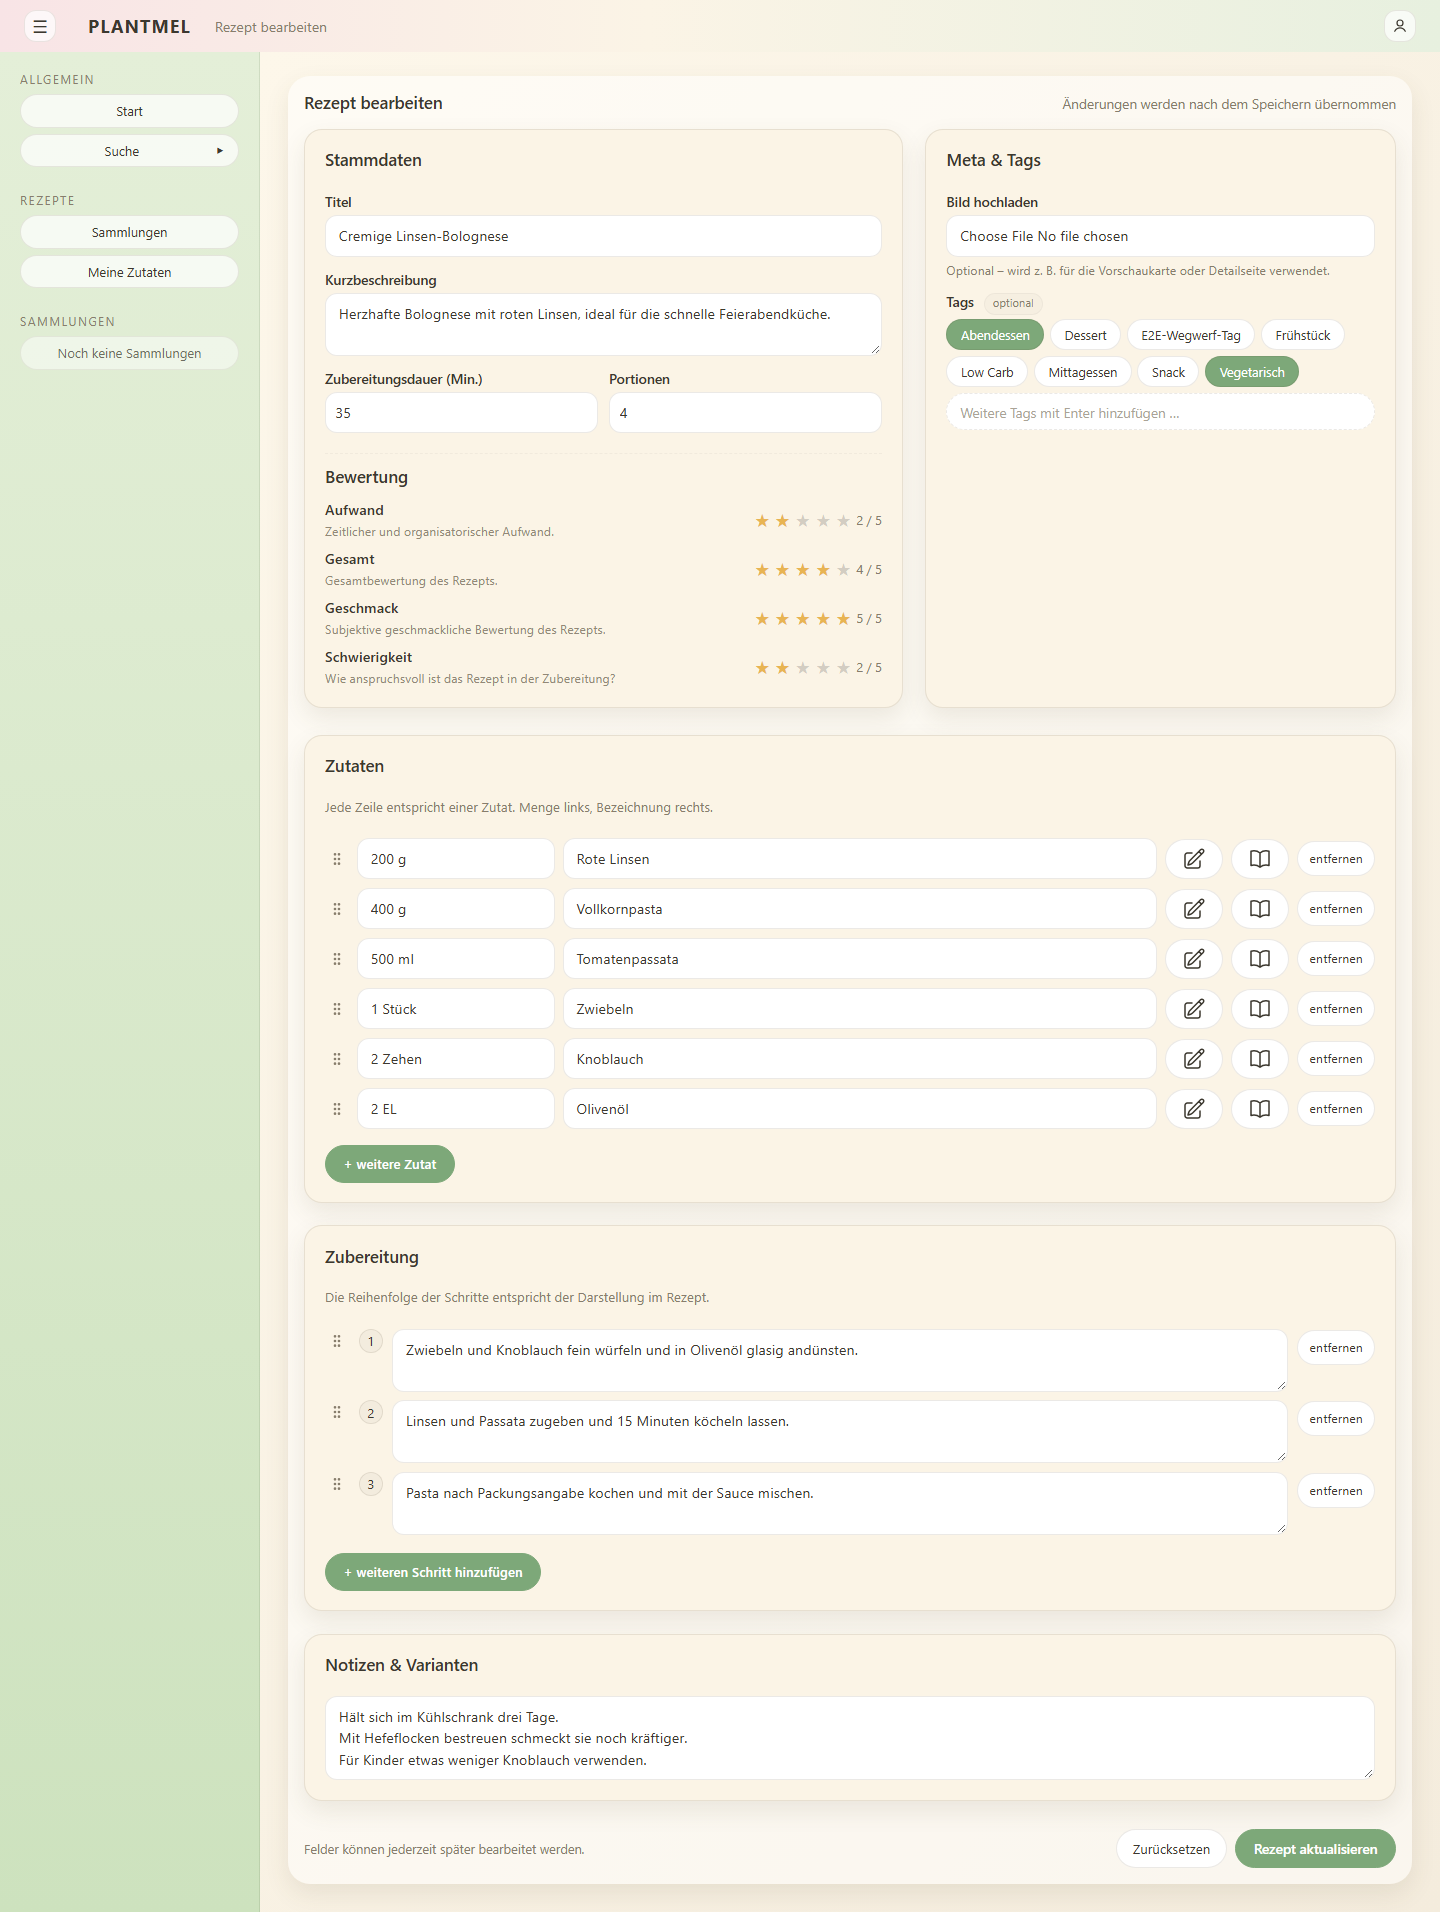 PLANTMEL
Rezept bearbeiten
ALLGEMEIN
Start
Suche
REZEPTE
Sammlungen
Meine Zutaten
SAMMLUNGEN
Noch keine Sammlungen
Rezept bearbeiten
Änderungen werden nach dem Speichern übernommen
Stammdaten
Titel
Cremige Linsen-Bolognese
Kurzbeschreibung
Herzhafte Bolognese mit roten Linsen, ideal für die schnelle Feierabendküche.
Zubereitungsdauer (Min.) Portionen
35 4
Bewertung
Aufwand
Zeitlicher und organisatorischer Aufwand.
2 / 5
Gesamt
Gesamtbewertung des Rezepts.
4 / 5
Geschmack
Subjektive geschmackliche Bewertung des Rezepts.
5 / 5
Schwierigkeit
Wie anspruchsvoll ist das Rezept in der Zubereitung?
2 / 5
Meta & Tags
Bild hochladen
Choose File No file chosen
Optional – wird z. B. für die Vorschaukarte oder Detailseite verwendet.
Tags optional
Abendessen Dessert E2E-Wegwerf-Tag Frühstück
Low Carb Mittagessen Snack Vegetarisch
Weitere Tags mit Enter hinzufügen ...
Zutaten
Jede Zeile entspricht einer Zutat. Menge links, Bezeichnung rechts.
200 g Rote Linsen entfernen
400 g Vollkornpasta entfernen
500 ml Tomatenpassata entfernen
1 Stück Zwiebeln entfernen
2 Zehen Knoblauch entfernen
2 EL Olivenöl entfernen
+ weitere Zutat
Zubereitung
Die Reihenfolge der Schritte entspricht der Darstellung im Rezept.
1 Zwiebeln und Knoblauch fein würfeln und in Olivenöl glasig andünsten. entfernen
2 Linsen und Passata zugeben und 15 Minuten köcheln lassen. entfernen
3 Pasta nach Packungsangabe kochen und mit der Sauce mischen. entfernen
+ weiteren Schritt hinzufügen
Notizen & Varianten
Hält sich im Kühlschrank drei Tage.
Mit Hefeflocken bestreuen schmeckt sie noch kräftiger.
Für Kinder etwas weniger Knoblauch verwenden.
Felder können jederzeit später bearbeitet werden.
Zurücksetzen Rezept aktualisieren